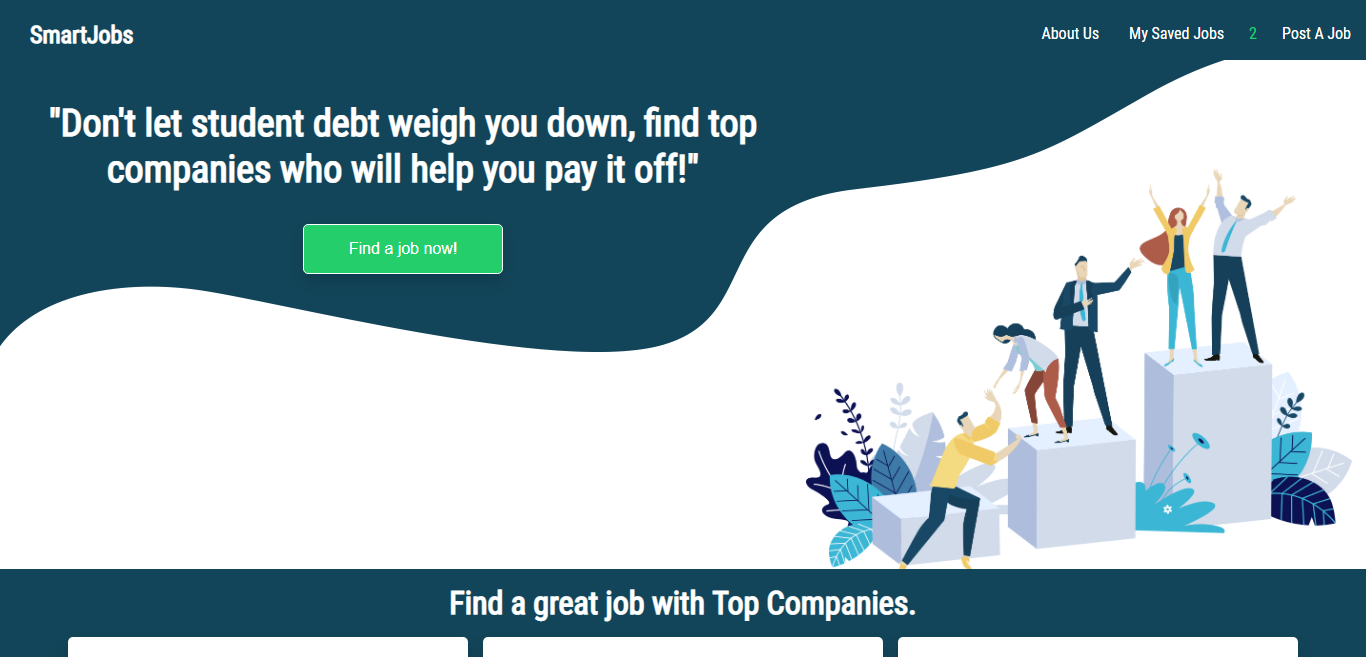 SmartJobs
About Us My Saved Jobs 2 Post A Job
"Don't let student debt weigh you down, find top
companies who will help you pay it off!"
Find a job now!
Find a great job with Top Companies.